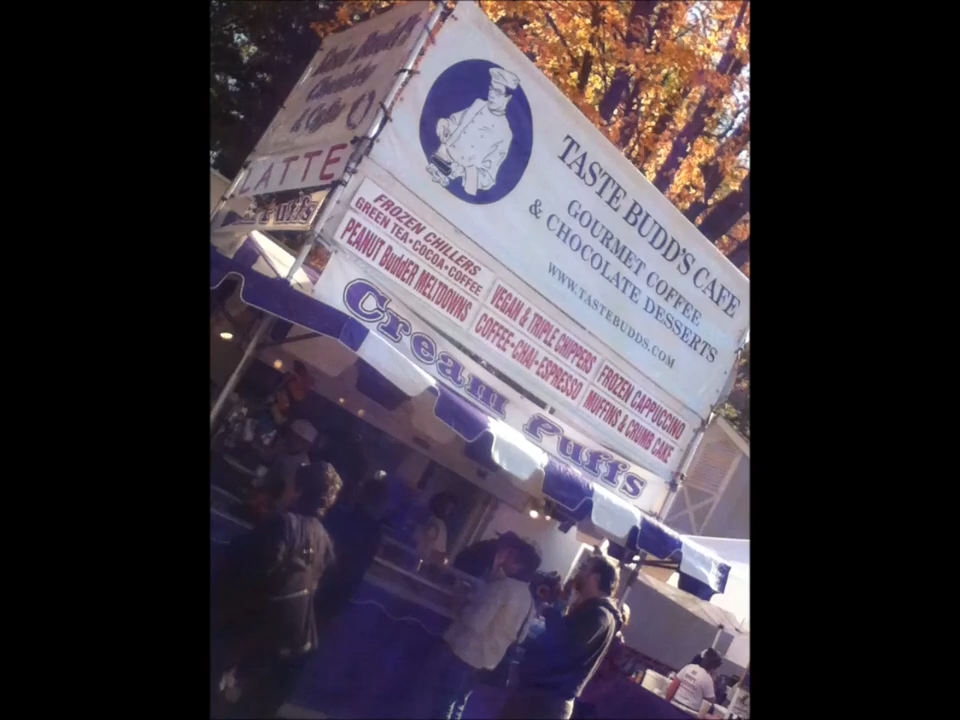 TASTE BUDD'S CAFE
GOURMET COFFEE
& CHOCOLATE DESSERTS
WWW.TASTEBUDDS.COM
FROZEN CHILLERS
GREEN TEA•COCOA•COFFEE
PEANUT BuddER MELTDOWNS
VEGAN & TRIPLE CHIPPERS
COFFEE•CHAI•ESPRESSO
FROZEN CAPPUCCINO
MUFFINS & CRUMB CAKE
Cream Puffs
LATTE
Puffs